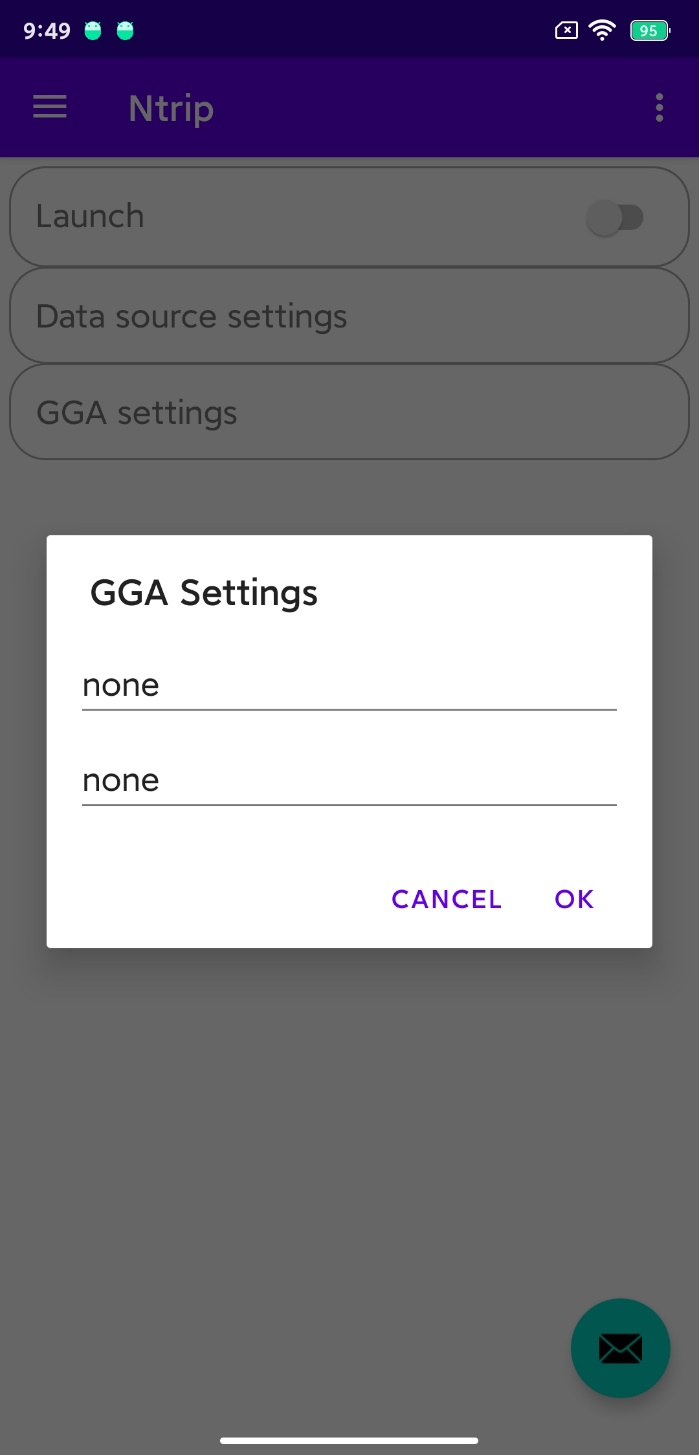 9:49
95
Ntrip
Launch
Data source settings
GGA settings
GGA Settings
none
none
CANCEL OK